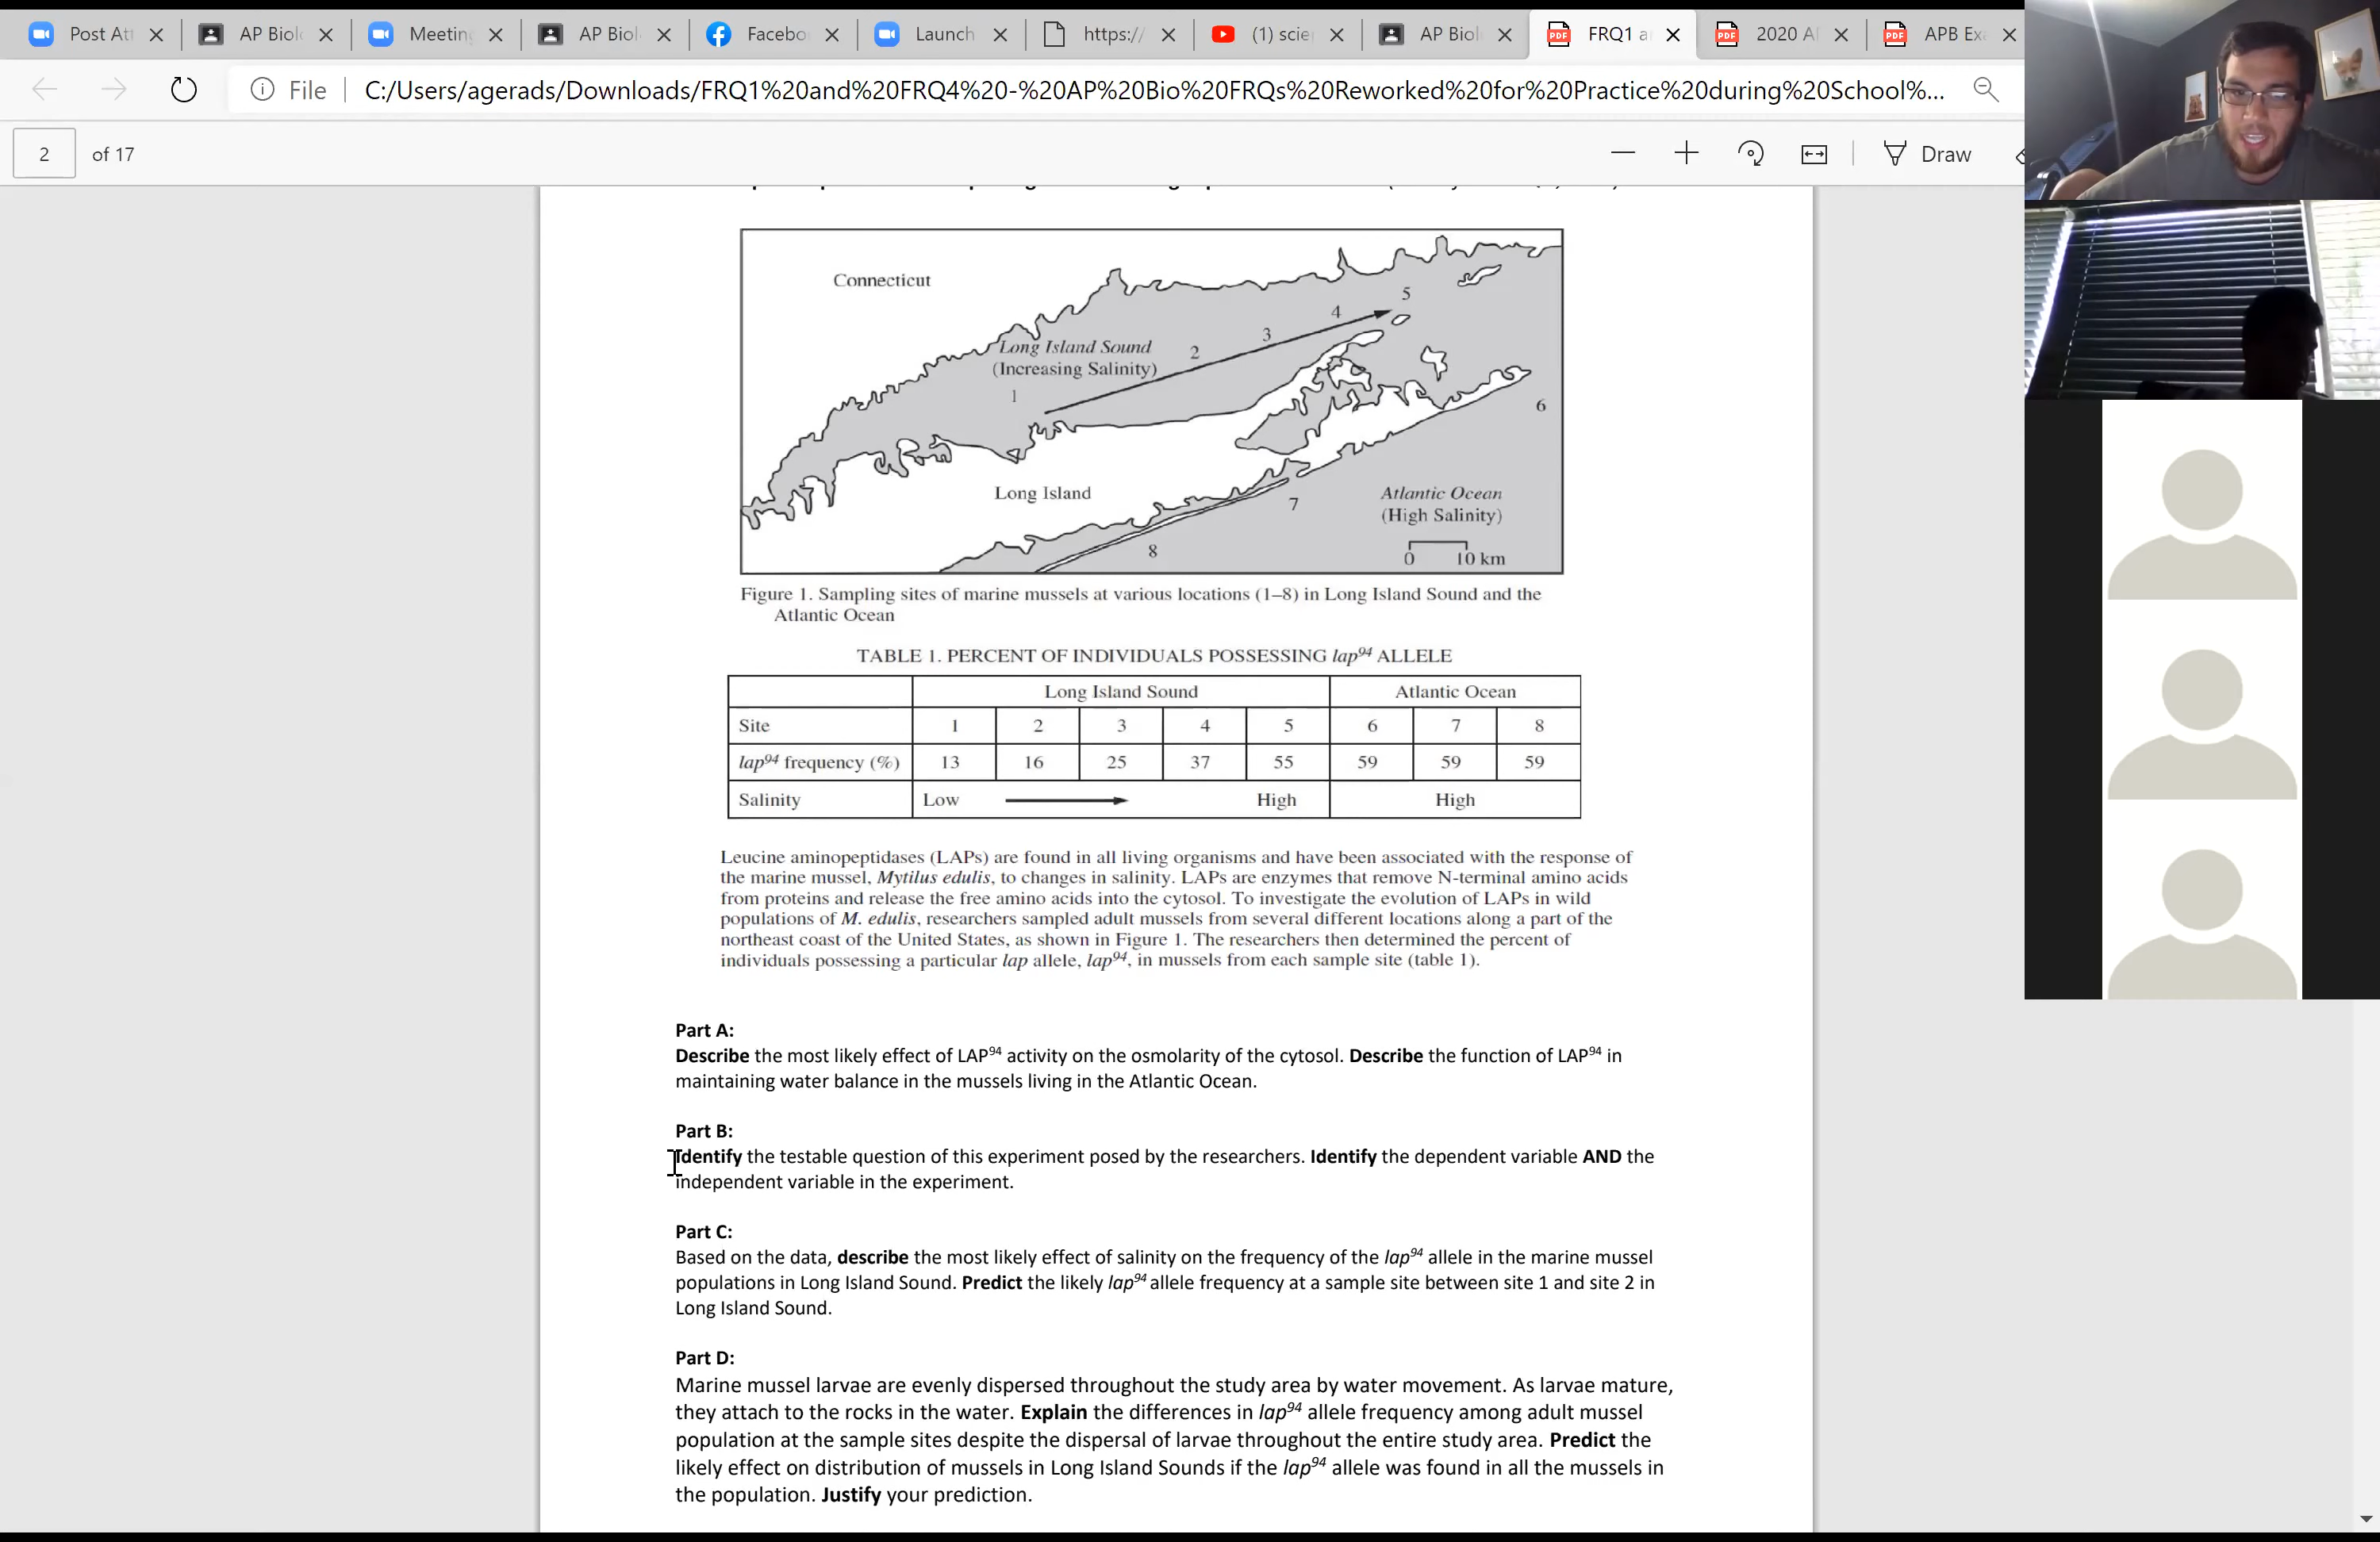 Post Att
AP Biol
Meetin
AP Biol
Facebo
Launch
https://
(1) scie
AP Biol
FRQ1 a
2020 A
APB Ex
File
C:/Users/agerads/Downloads/FRQ1%20and%20FRQ4%20-%20AP%20Bio%20FRQs%20Reworked%20for%20Practice%20during%20School%...
2 of 17
Draw
Connecticut
5
4
3
Long Island Sound
2
(Increasing Salinity)
1
6
Long Island
Atlantic Ocean
7
(High Salinity)
8
0 10 km
Figure 1. Sampling sites of marine mussels at various locations (1–8) in Long Island Sound and the
Atlantic Ocean
TABLE 1. PERCENT OF INDIVIDUALS POSSESSING lap⁹⁴ ALLELE
Long Island Sound Atlantic Ocean
Site 1 2 3 4 5 6 7 8
lap⁹⁴ frequency (%) 13 16 25 37 55 59 59 59
Salinity Low High High
Leucine aminopeptidases (LAPs) are found in all living organisms and have been associated with the response of
the marine mussel, Mytilus edulis, to changes in salinity. LAPs are enzymes that remove N-terminal amino acids
from proteins and release the free amino acids into the cytosol. To investigate the evolution of LAPs in wild
populations of M. edulis, researchers sampled adult mussels from several different locations along a part of the
northeast coast of the United States, as shown in Figure 1. The researchers then determined the percent of
individuals possessing a particular lap allele, lap⁹⁴, in mussels from each sample site (table 1).
Part A:
Describe the most likely effect of LAP⁹⁴ activity on the osmolarity of the cytosol. Describe the function of LAP⁹⁴ in
maintaining water balance in the mussels living in the Atlantic Ocean.
Part B:
Identify the testable question of this experiment posed by the researchers. Identify the dependent variable AND the
independent variable in the experiment.
Part C:
Based on the data, describe the most likely effect of salinity on the frequency of the lap⁹⁴ allele in the marine mussel
populations in Long Island Sound. Predict the likely lap⁹⁴ allele frequency at a sample site between site 1 and site 2 in
Long Island Sound.
Part D:
Marine mussel larvae are evenly dispersed throughout the study area by water movement. As larvae mature,
they attach to the rocks in the water. Explain the differences in lap⁹⁴ allele frequency among adult mussel
population at the sample sites despite the dispersal of larvae throughout the entire study area. Predict the
likely effect on distribution of mussels in Long Island Sounds if the lap⁹⁴ allele was found in all the mussels in
the population. Justify your prediction.